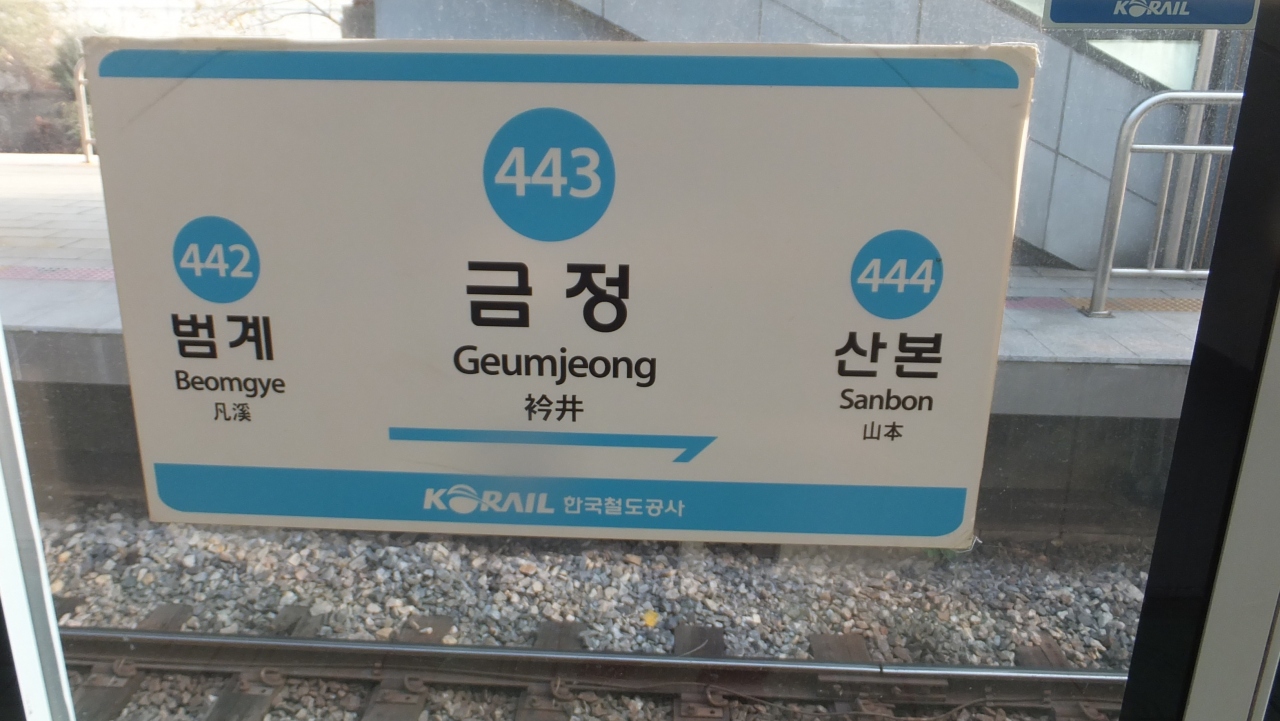 KORAIL
443
금정
Geumjeong
衿井
442
범계
Beomgye
凡溪
444
산본
Sanbon
山本
KORAIL 한국철도공사